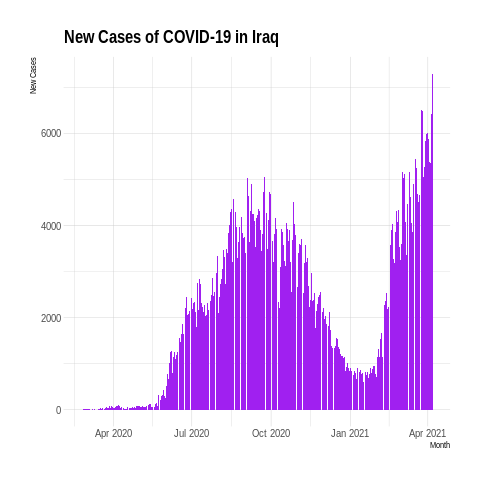 New Cases of COVID-19 in Iraq
New Cases
6000
4000
2000
0
Apr 2020 Jul 2020 Oct 2020 Jan 2021 Apr 2021
Month